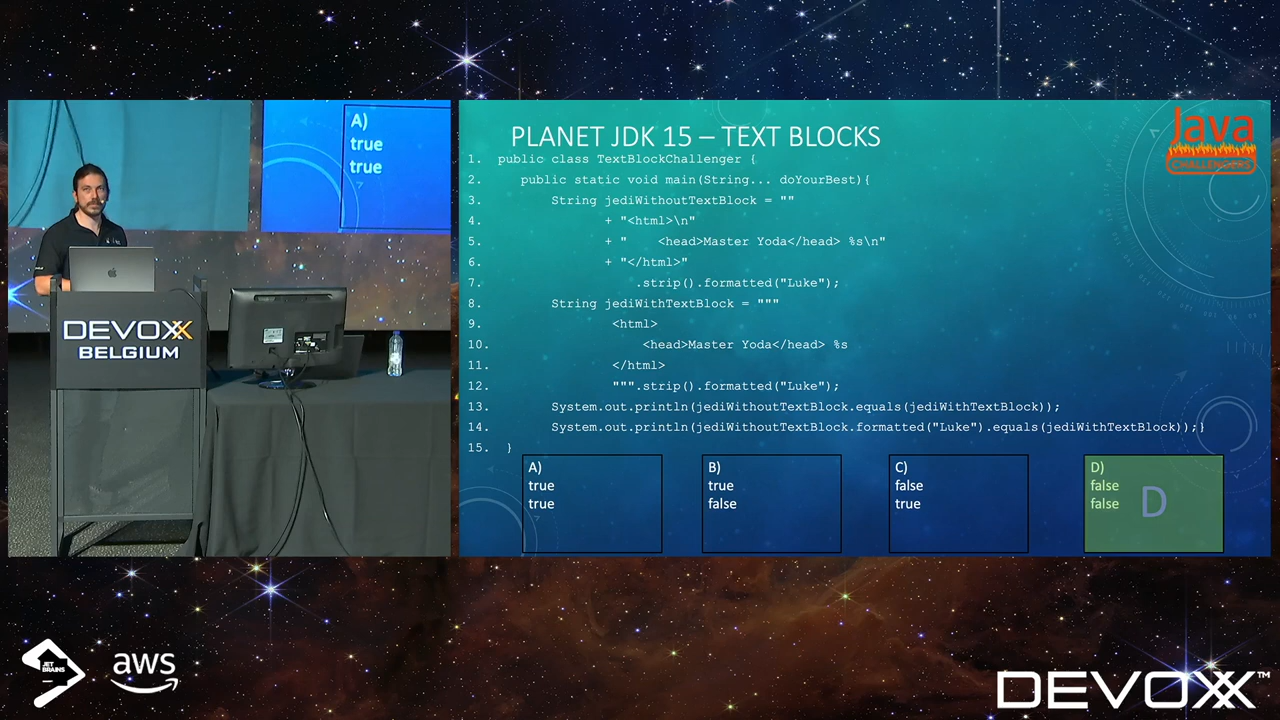 A)
true
true
DEVOXX
BELGIUM
PLANET JDK 15 – TEXT BLOCKS
Java
CHALLENGERS
1. public class TextBlockChallenger {
2. public static void main(String... doYourBest){
3. String jediWithoutTextBlock = ""
4. + "<html>\n"
5. + "    <head>Master Yoda</head> %s\n"
6. + "</html>"
7. .strip().formatted("Luke");
8. String jediWithTextBlock = """
9. <html>
10. <head>Master Yoda</head> %s
11. </html>
12. """.strip().formatted("Luke");
13. System.out.println(jediWithoutTextBlock.equals(jediWithTextBlock));
14. System.out.println(jediWithoutTextBlock.formatted("Luke").equals(jediWithTextBlock));}
15. }
A)
true
true
B)
true
false
C)
false
true
D)
false
false
D
JET
BRAINS
aws
DEVOXX™